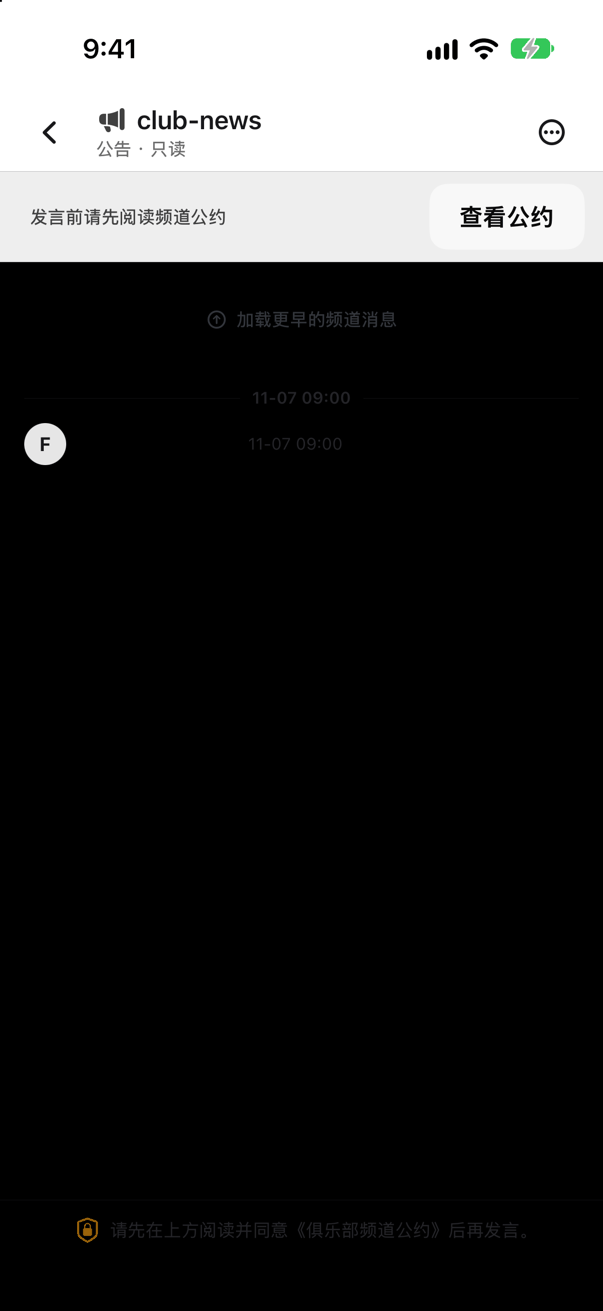 9:41
club-news
公告 · 只读
发言前请先阅读频道公约
查看公约
加载更早的频道消息
11-07 09:00
F
11-07 09:00
请先在上方阅读并同意《俱乐部频道公约》后再发言。